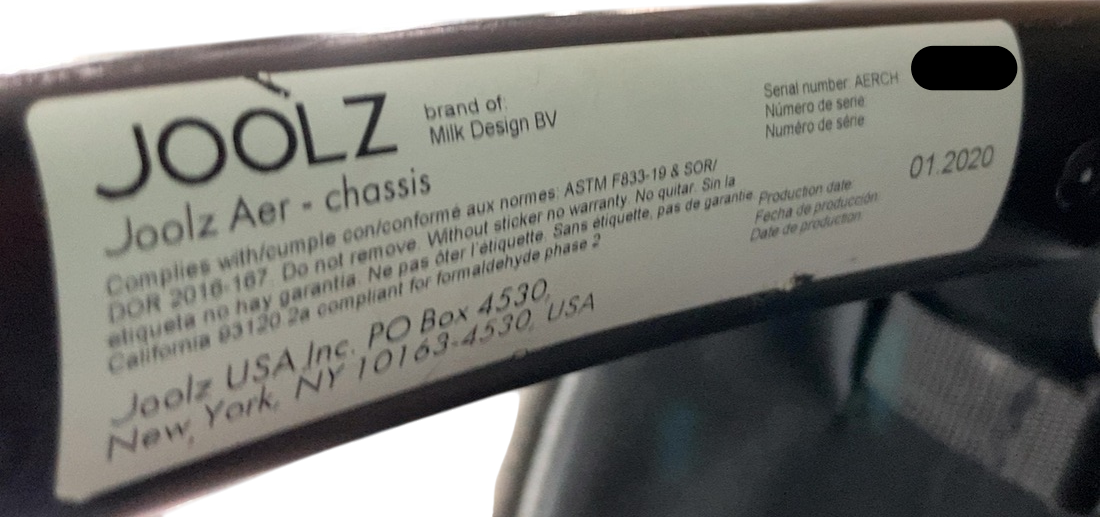 JOOLZ
brand of:
Milk Design BV
Joolz Aer - chassis
Complies with/cumple con/conforme aux normes: ASTM F833-19 & SOR/
DOR 2016-167. Do not remove. Without sticker no warranty. No quitar. Sin la
etiqueta no hay garantia. Ne pas ôter l'étiquette. Sans étiquette, pas de garantie.
California 93120 2a compliant for formaldehyde phase 2
Joolz USA Inc. PO Box 4530,
New York, NY 10163-4530, USA
Serial number: AERCH
Número de serie:
Numéro de série:
01.2020
Production date:
Fecha de producción:
Date de production: